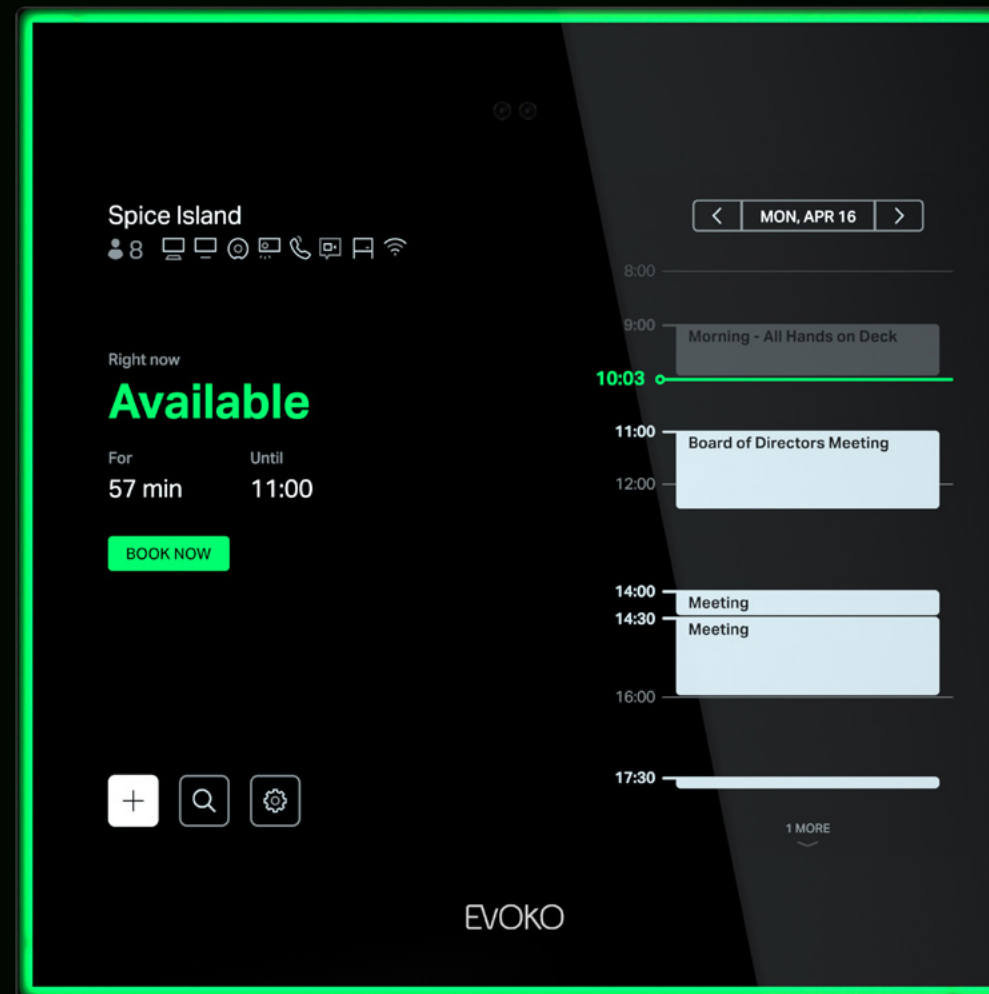 Spice Island
8
Right now
Available
For Until
57 min 11:00
BOOK NOW
MON, APR 16
8:00
9:00
Morning - All Hands on Deck
10:03
11:00
Board of Directors Meeting
12:00
14:00
Meeting
14:30
Meeting
16:00
17:30
1 MORE
EVOKO